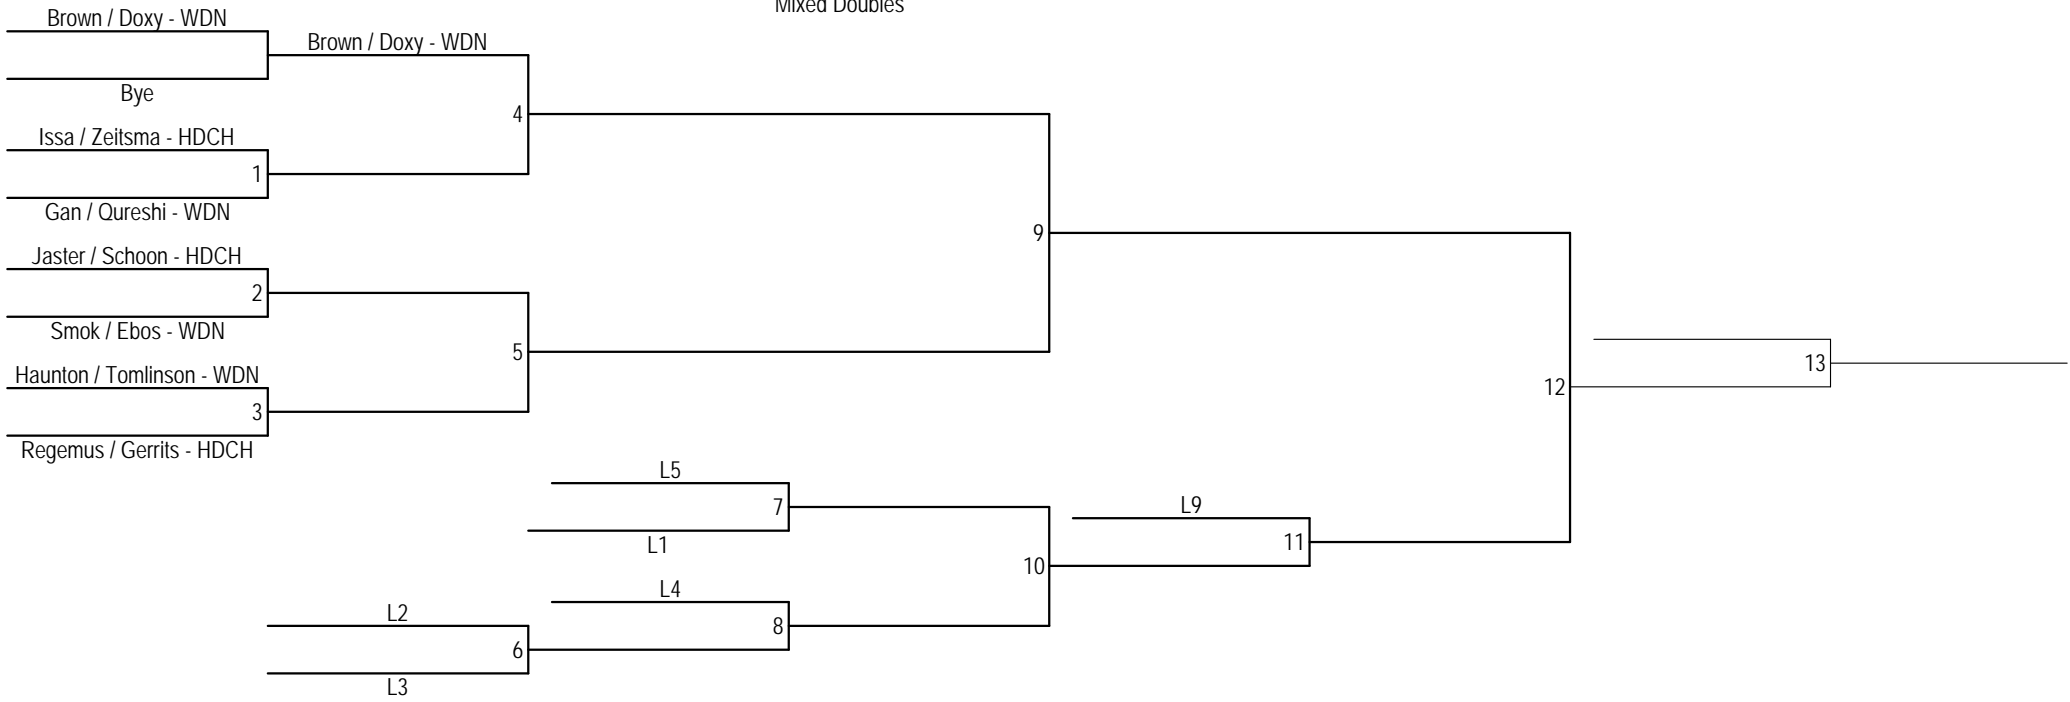 Mixed Doubles
Brown / Doxy - WDN
Brown / Doxy - WDN
Bye
4
Issa / Zeitsma - HDCH
1
Gan / Qureshi - WDN
9
Jaster / Schoon - HDCH
2
Smok / Ebos - WDN
5
13
Haunton / Tomlinson - WDN
12
3
Regemus / Gerrits - HDCH
L5
7
L9
L1
11
10
L4
L2
8
6
L3